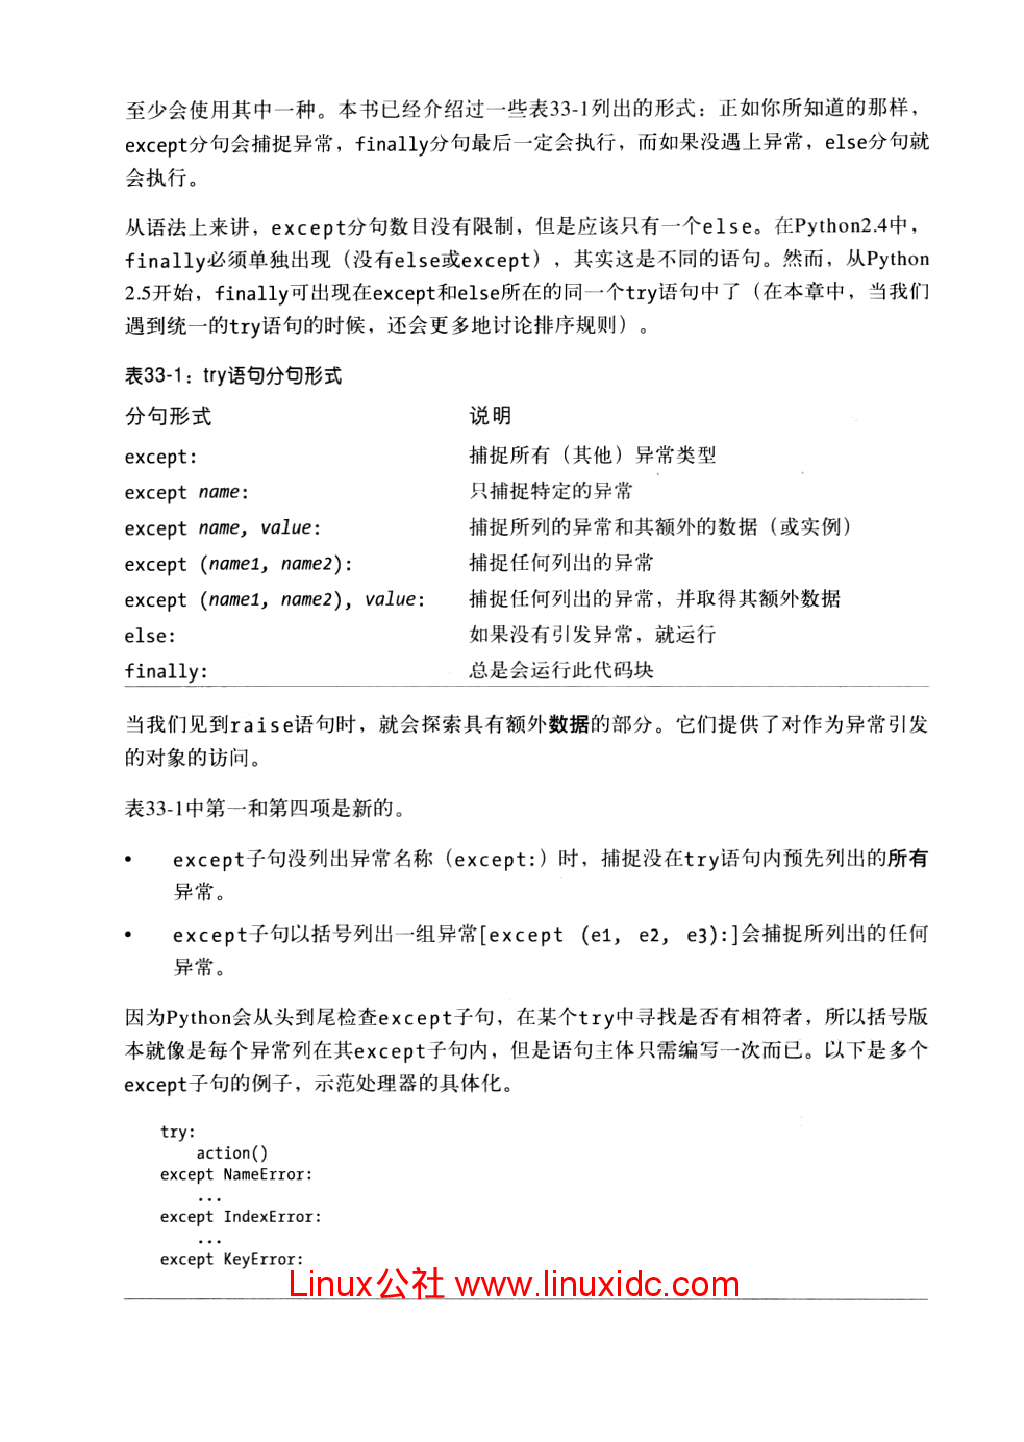 至少会使用其中一种。本书已经介绍过一些表33-1列出的形式：正如你所知道的那样，
except分句会捕捉异常，finally分句最后一定会执行，而如果没遇上异常，else分句就
会执行。
从语法上来讲，except分句数目没有限制，但是应该只有一个else。在Python2.4中，
finally必须单独出现（没有else或except），其实这是不同的语句。然而，从Python
2.5开始，finally可出现在except和else所在的同一个try语句中了（在本章中，当我们
遇到统一的try语句的时候，还会更多地讨论排序规则）。
表33-1：try语句分句形式
分句形式 说明
except: 捕捉所有（其他）异常类型
except name: 只捕捉特定的异常
except name, value: 捕捉所列的异常和其额外的数据（或实例）
except (name1, name2): 捕捉任何列出的异常
except (name1, name2), value: 捕捉任何列出的异常，并取得其额外数据
else: 如果没有引发异常，就运行
finally: 总是会运行此代码块
当我们见到raise语句时，就会探索具有额外数据的部分。它们提供了对作为异常引发
的对象的访问。
表33-1中第一和第四项是新的。
• except子句没列出异常名称（except:）时，捕捉没在try语句内预先列出的所有
异常。
• except子句以括号列出一组异常[except (e1, e2, e3):]会捕捉所列出的任何
异常。
因为Python会从头到尾检查except子句，在某个try中寻找是否有相符者，所以括号版
本就像是每个异常列在其except子句内，但是语句主体只需编写一次而已。以下是多个
except子句的例子，示范处理器的具体化。
try:
    action()
except NameError:
    ...
except IndexError:
    ...
except KeyError:
Linux公社 www.linuxidc.com